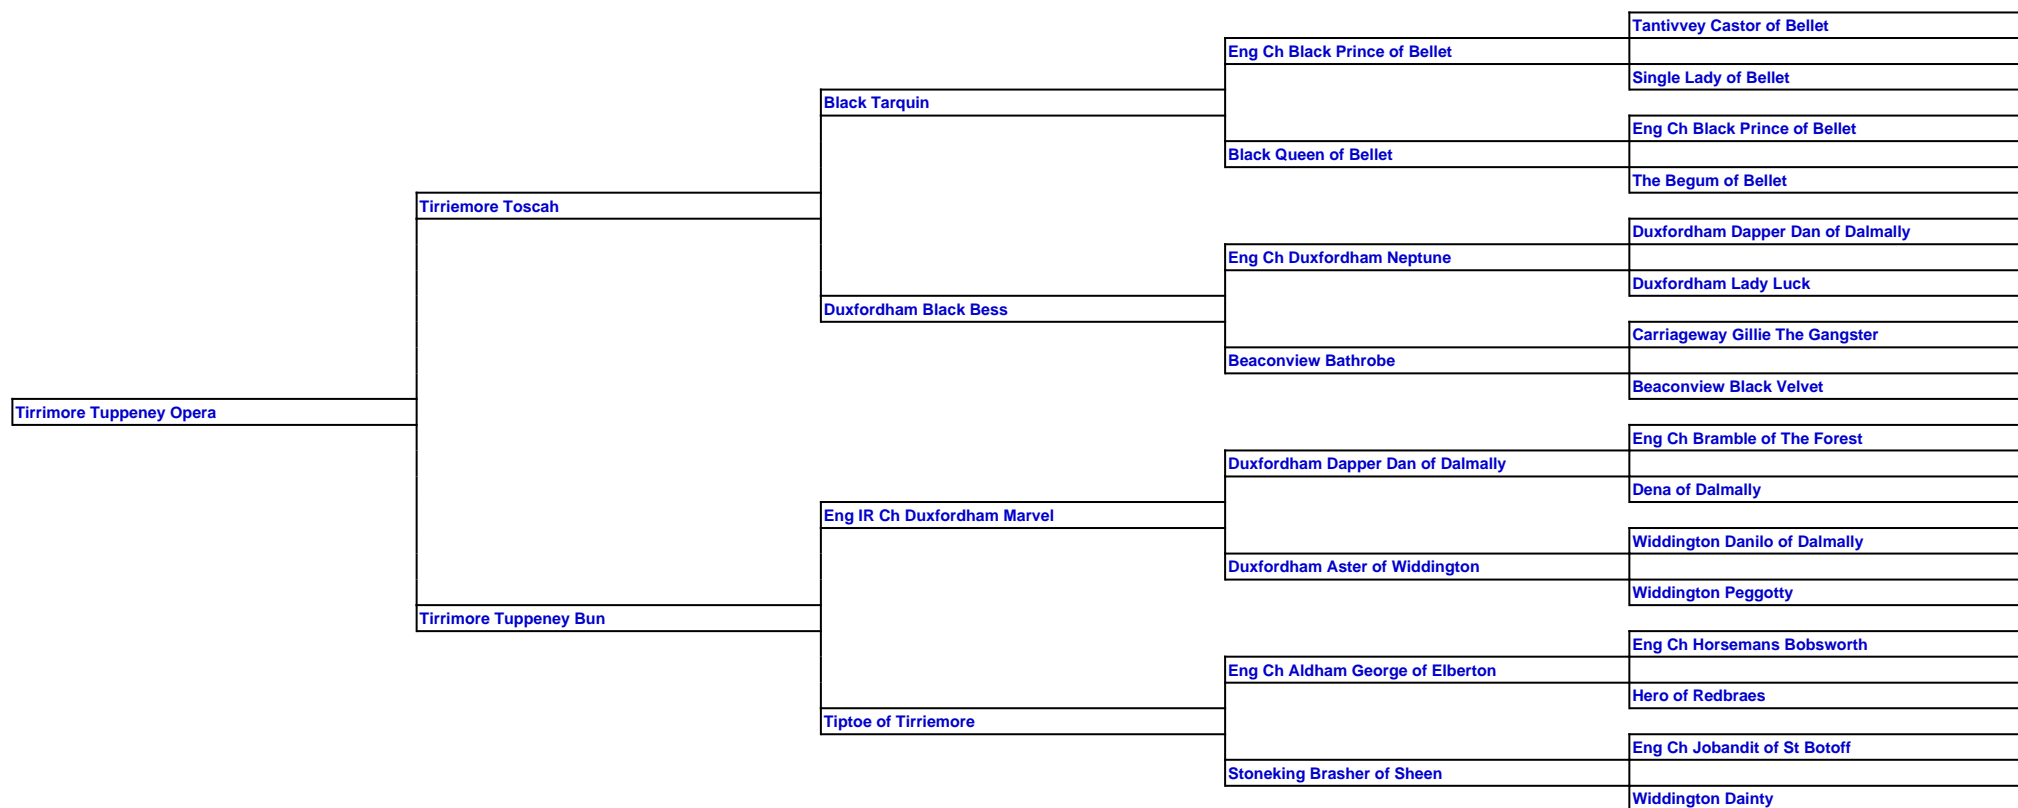 Tantivvey Castor of Bellet
Eng Ch Black Prince of Bellet
Single Lady of Bellet
Black Tarquin
Eng Ch Black Prince of Bellet
Black Queen of Bellet
The Begum of Bellet
Tirriemore Toscah
Duxfordham Dapper Dan of Dalmally
Eng Ch Duxfordham Neptune
Duxfordham Lady Luck
Duxfordham Black Bess
Carriageway Gillie The Gangster
Beaconview Bathrobe
Beaconview Black Velvet
Tirrimore Tuppeney Opera
Eng Ch Bramble of The Forest
Duxfordham Dapper Dan of Dalmally
Dena of Dalmally
Eng IR Ch Duxfordham Marvel
Widdington Danilo of Dalmally
Duxfordham Aster of Widdington
Widdington Peggotty
Tirrimore Tuppeney Bun
Eng Ch Horsemans Bobsworth
Eng Ch Aldham George of Elberton
Hero of Redbraes
Tiptoe of Tirriemore
Eng Ch Jobandit of St Botoff
Stoneking Brasher of Sheen
Widdington Dainty